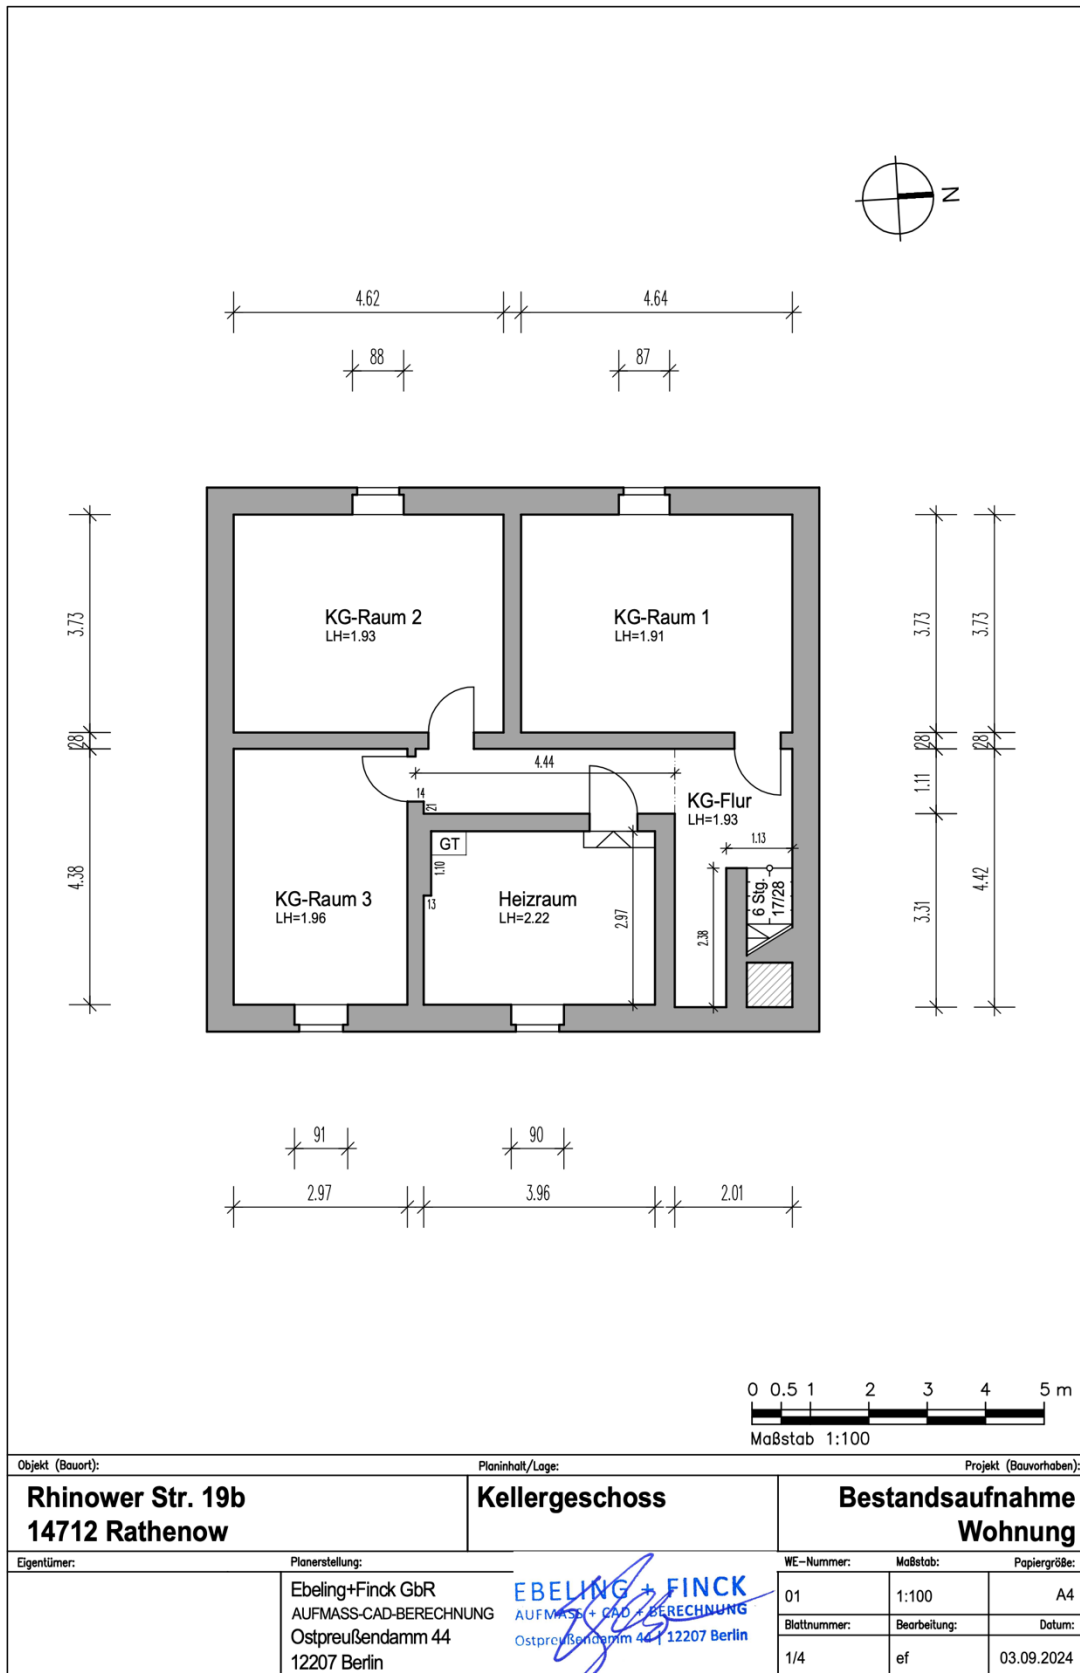 N
4.62
4.64
88
87
3.73
28
4.38
3.73
28
1.11
3.31
3.73
28
4.42
KG-Raum 2
LH=1.93
KG-Raum 1
LH=1.91
4.44
14
21
KG-Flur
LH=1.93
1.13
GT
1.10
13
KG-Raum 3
LH=1.96
Heizraum
LH=2.22
2.97
2.38
6 Stg.
17/28
91
90
2.97
3.96
2.01
0 0.5 1 2 3 4 5 m
Maßstab 1:100
Objekt (Bauort):
Rhinower Str. 19b
14712 Rathenow
Planinhalt/Lage:
Kellergeschoss
Projekt (Bauvorhaben):
Bestandsaufnahme
Wohnung
Eigentümer:
Planerstellung:
Ebeling+Finck GbR
AUFMASS-CAD-BERECHNUNG
Ostpreußendamm 44
12207 Berlin
EBELING + FINCK
AUFMASS + CAD + BERECHNUNG
Ostpreußendamm 44 | 12207 Berlin
WE-Nummer: Maßstab: Papiergröße:
01 1:100 A4
Blattnummer: Bearbeitung: Datum:
1/4 ef 03.09.2024